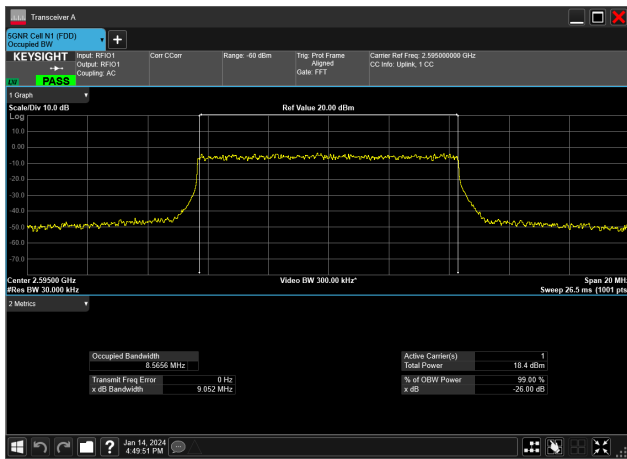 Transceiver A
5GNR Cell N1 (FDD)
Occupied BW
KEYSIGHT
Input: RFIO1
Output: RFIO1
Coupling: AC
Corr CCorr
Range: -60 dBm
Trig: Prot Frame
Aligned
Gate: FFT
Carrier Ref Freq: 2.595000000 GHz
CC Info: Uplink, 1 CC
PASS
1 Graph
Scale/Div 10.0 dB
Ref Value 20.00 dBm
Log
10.0
0.00
-10.0
-20.0
-30.0
-40.0
-50.0
-60.0
-70.0
Center 2.59500 GHz
Video BW 300.00 kHz*
Span 20 MHz
#Res BW 30.000 kHz
Sweep 26.5 ms (1001 pts
2 Metrics
Occupied Bandwidth
8.5656 MHz
Active Carrier(s) 1
Total Power 18.4 dBm
Transmit Freq Error 0 Hz
x dB Bandwidth 9.052 MHz
% of OBW Power 99.00 %
x dB -26.00 dB
?
Jan 14, 2024
4:49:51 PM